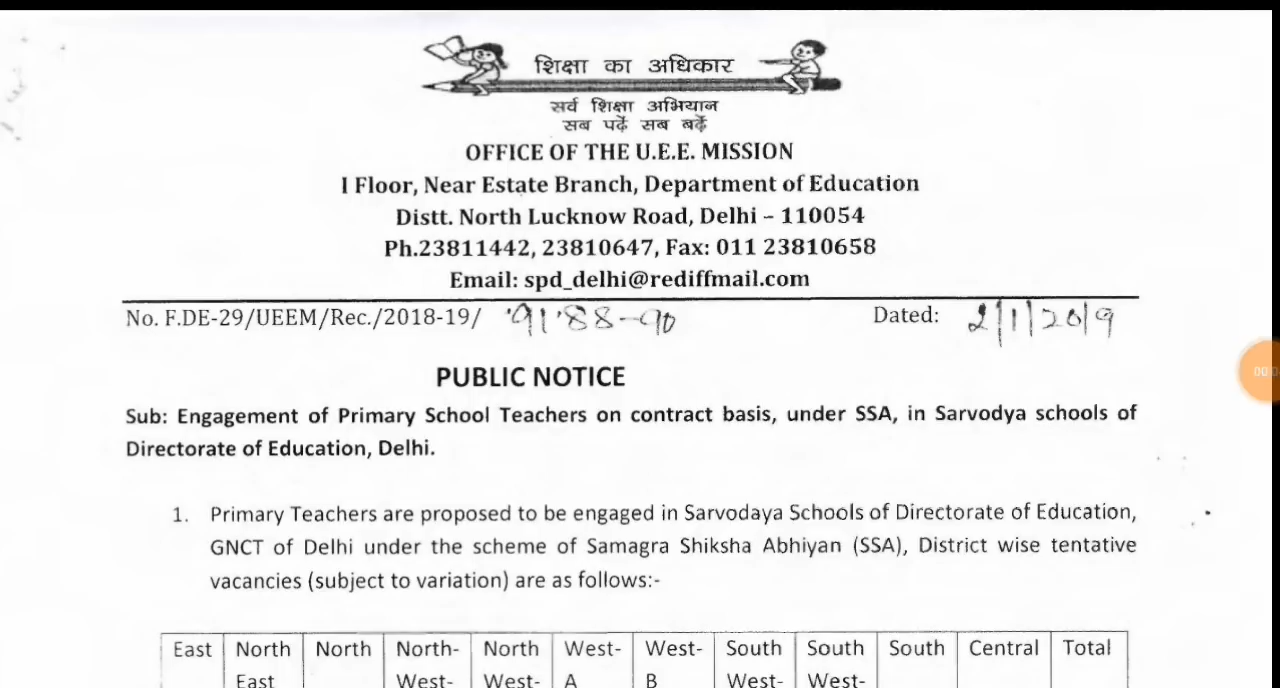 शिक्षा का अधिकार
सर्व शिक्षा अभियान
सब पढ़ें सब बढ़ें
OFFICE OF THE U.E.E. MISSION
I Floor, Near Estate Branch, Department of Education
Distt. North Lucknow Road, Delhi – 110054
Ph.23811442, 23810647, Fax: 011 23810658
Email: spd_delhi@rediffmail.com
No. F.DE-29/UEEM/Rec./2018-19/ 9188-90 Dated: 2/1/2019
PUBLIC NOTICE
Sub: Engagement of Primary School Teachers on contract basis, under SSA, in Sarvodya schools of
Directorate of Education, Delhi.
1. Primary Teachers are proposed to be engaged in Sarvodaya Schools of Directorate of Education,
GNCT of Delhi under the scheme of Samagra Shiksha Abhiyan (SSA), District wise tentative
vacancies (subject to variation) are as follows:-
East North North North- North West- West- South South South Central Total
East West- West- A B West- West-